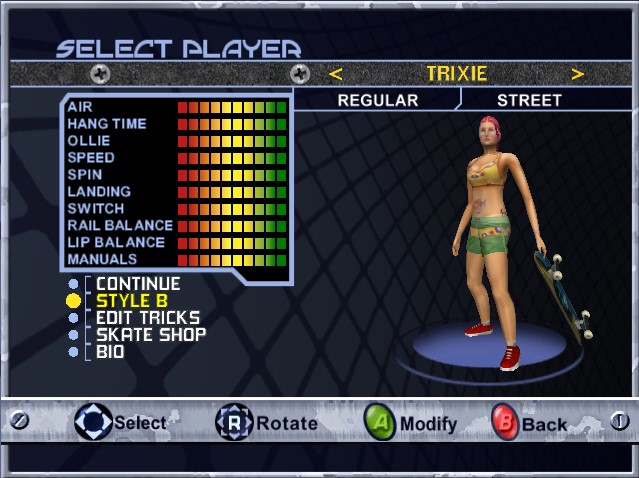 SELECT PLAYER
< TRIXIE >
REGULAR STREET
AIR
HANG TIME
OLLIE
SPEED
SPIN
LANDING
SWITCH
RAIL BALANCE
LIP BALANCE
MANUALS
CONTINUE
STYLE B
EDIT TRICKS
SKATE SHOP
BIO
Select R Rotate A Modify B Back